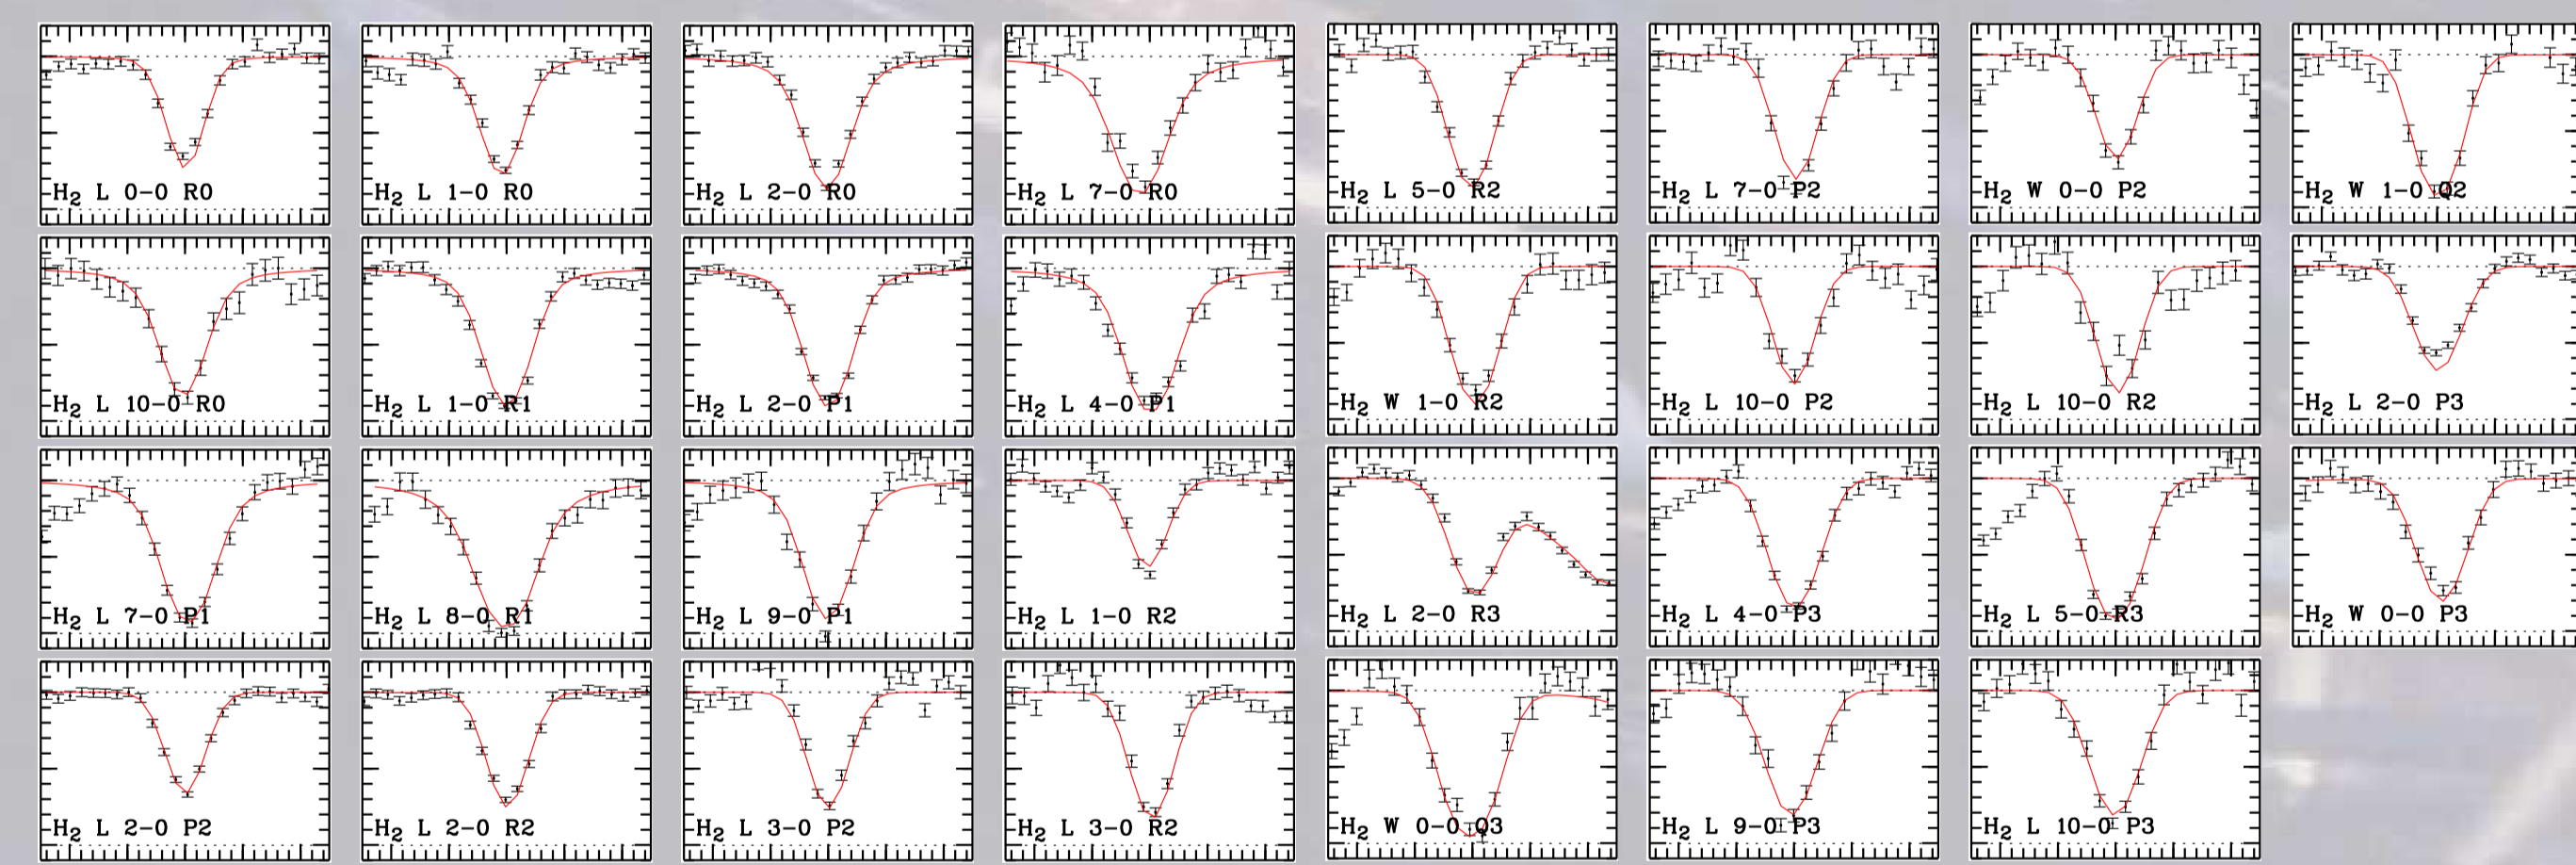 H₂ L 0-0 R0
H₂ L 1-0 R0
H₂ L 2-0 R0
H₂ L 7-0 R0
H₂ L 5-0 R2
H₂ L 7-0 P2
H₂ W 0-0 P2
H₂ W 1-0 Q2
H₂ L 10-0 R0
H₂ L 1-0 R1
H₂ L 2-0 P1
H₂ L 4-0 P1
H₂ W 1-0 R2
H₂ L 10-0 P2
H₂ L 10-0 R2
H₂ L 2-0 P3
H₂ L 7-0 P1
H₂ L 8-0 R1
H₂ L 9-0 P1
H₂ L 1-0 R2
H₂ L 2-0 R3
H₂ L 4-0 P3
H₂ L 5-0 R3
H₂ W 0-0 P3
H₂ L 2-0 P2
H₂ L 2-0 R2
H₂ L 3-0 P2
H₂ L 3-0 R2
H₂ W 0-0 Q3
H₂ L 9-0 P3
H₂ L 10-0 P3